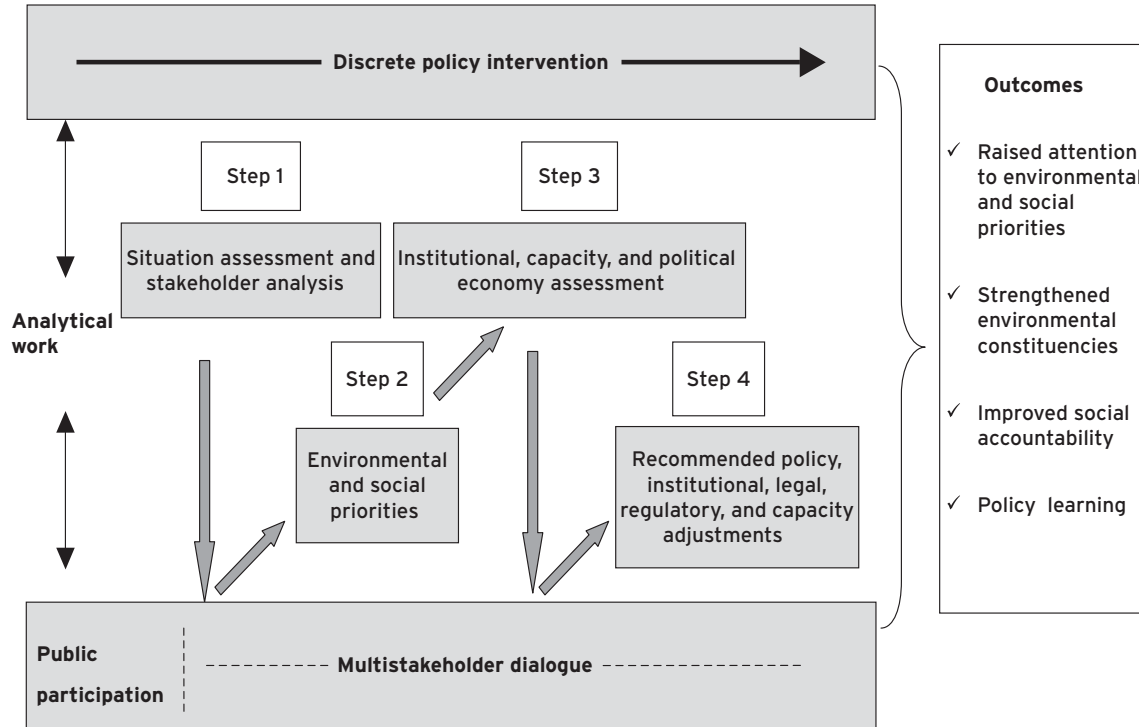 Discrete policy intervention
Step 1
Step 3
Situation assessment and
stakeholder analysis
Institutional, capacity, and political
economy assessment
Analytical
work
Step 2
Step 4
Environmental
and social
priorities
Recommended policy,
institutional, legal,
regulatory, and capacity
adjustments
Public
participation
Multistakeholder dialogue
Outcomes
✓ Raised attention
to environmental
and social
priorities
✓ Strengthened
environmental
constituencies
✓ Improved social
accountability
✓ Policy learning